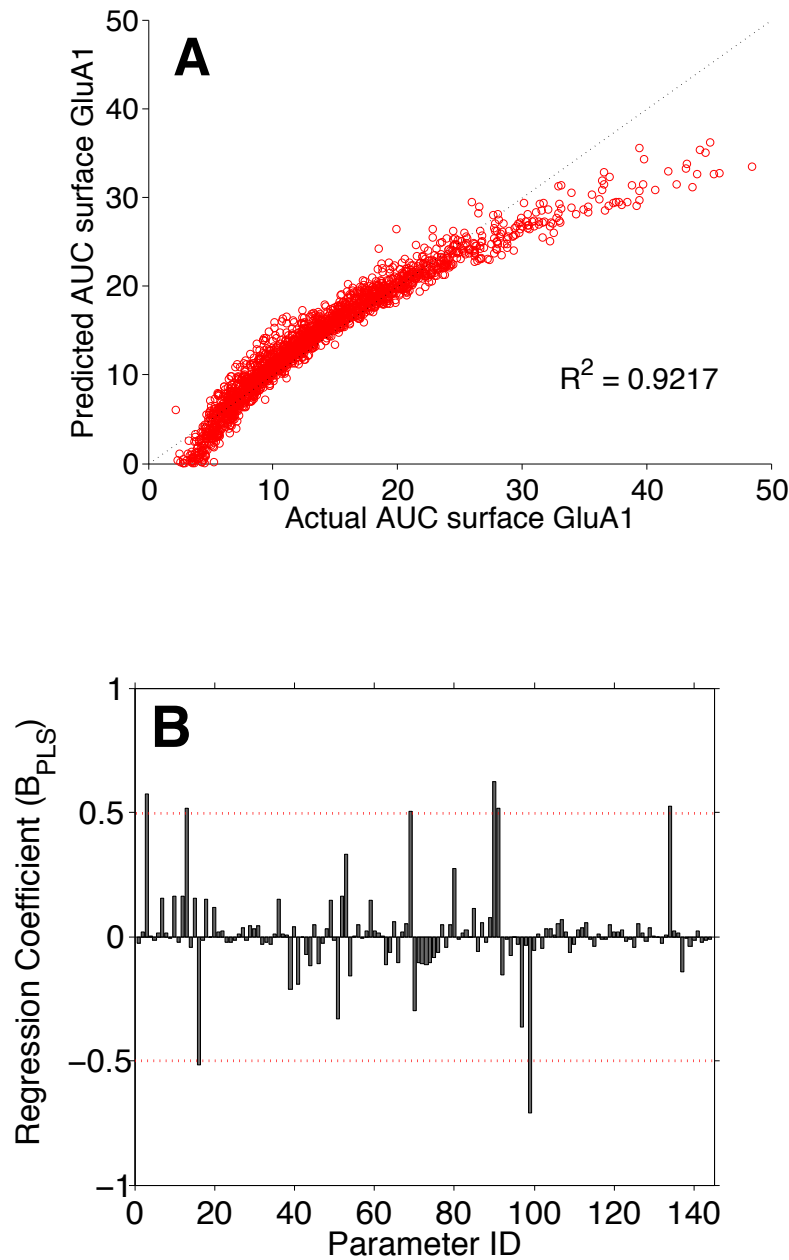 A
50
40
30
20
10
0
Predicted AUC surface GluA1
R² = 0.9217
0 10 20 30 40 50
Actual AUC surface GluA1
B
1
0.5
0
−0.5
−1
Regression Coefficient (B_PLS)
0 20 40 60 80 100 120 140
Parameter ID